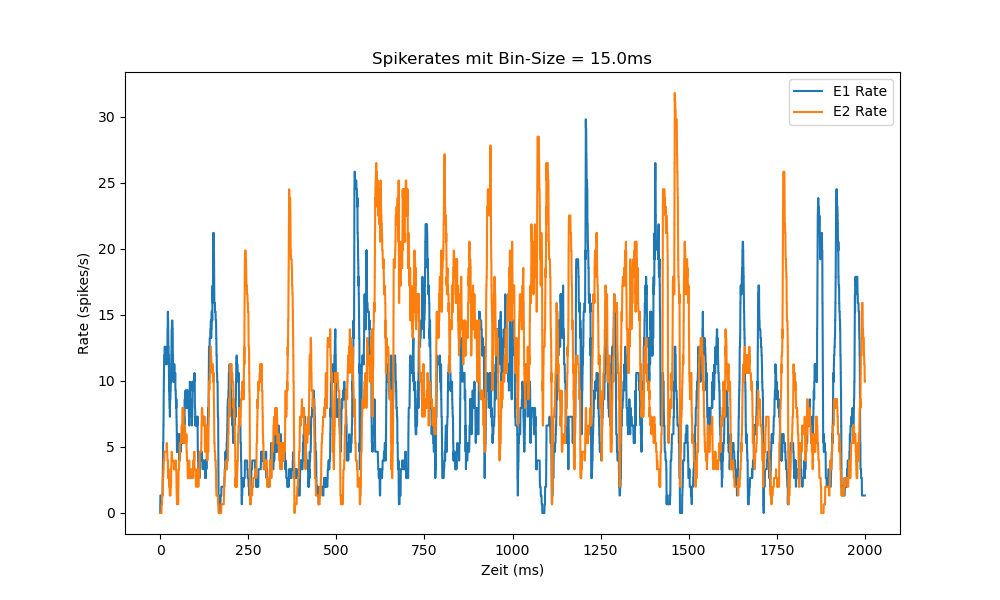 Spikerates mit Bin-Size = 15.0ms
E1 Rate
E2 Rate
30
25
20
15
10
5
0
Rate (spikes/s)
0 250 500 750 1000 1250 1500 1750 2000
Zeit (ms)